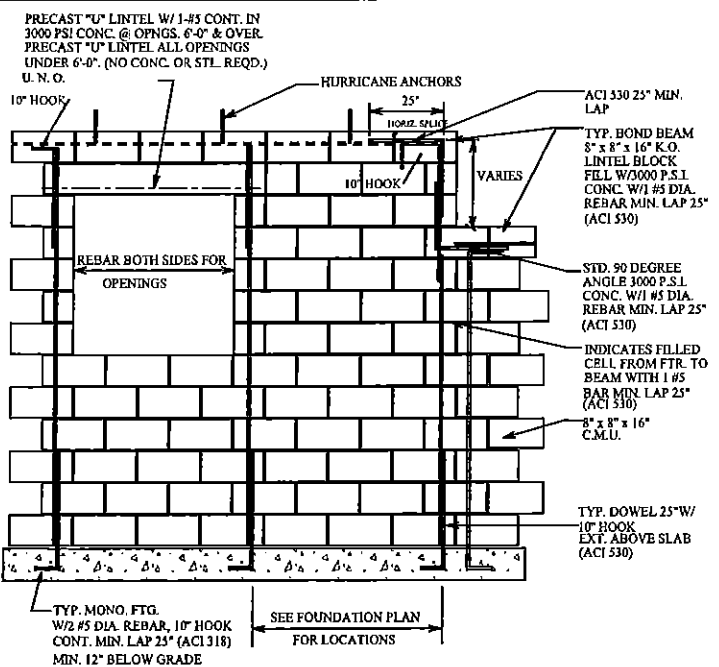 PRECAST "U" LINTEL W/ 1-#5 CONT. IN
3000 PSI CONC. @ OPNGS. 6'-0" & OVER.
PRECAST "U" LINTEL ALL OPENINGS
UNDER 6'-0". (NO CONC. OR STL. REQD.)
U. N. O.
10" HOOK
HURRICANE ANCHORS
25"
HORIZ. SPLICE
10" HOOK
VARIES
REBAR BOTH SIDES FOR
OPENINGS
ACI 530 25" MIN.
LAP
TYP. BOND BEAM
8" x 8" x 16" K.O.
LINTEL BLOCK
FILL W/3000 P.S.I.
CONC. W/1 #5 DIA.
REBAR MIN. LAP 25"
(ACI 530)
STD. 90 DEGREE
ANGLE 3000 P.S.I.
CONC. W/1 #5 DIA.
REBAR MIN. LAP 25"
(ACI 530)
INDICATES FILLED
CELL FROM FTR. TO
BEAM WITH 1 #5
BAR MIN. LAP 25"
(ACI 530)
8" x 8" x 16"
C.M.U.
TYP. DOWEL 25" W/
10" HOOK
EXT. ABOVE SLAB
(ACI 530)
TYP. MONO. FTG.
W/2 #5 DIA. REBAR, 10" HOOK
CONT. MIN. LAP 25" (ACI 318)
MIN. 12" BELOW GRADE
SEE FOUNDATION PLAN
FOR LOCATIONS